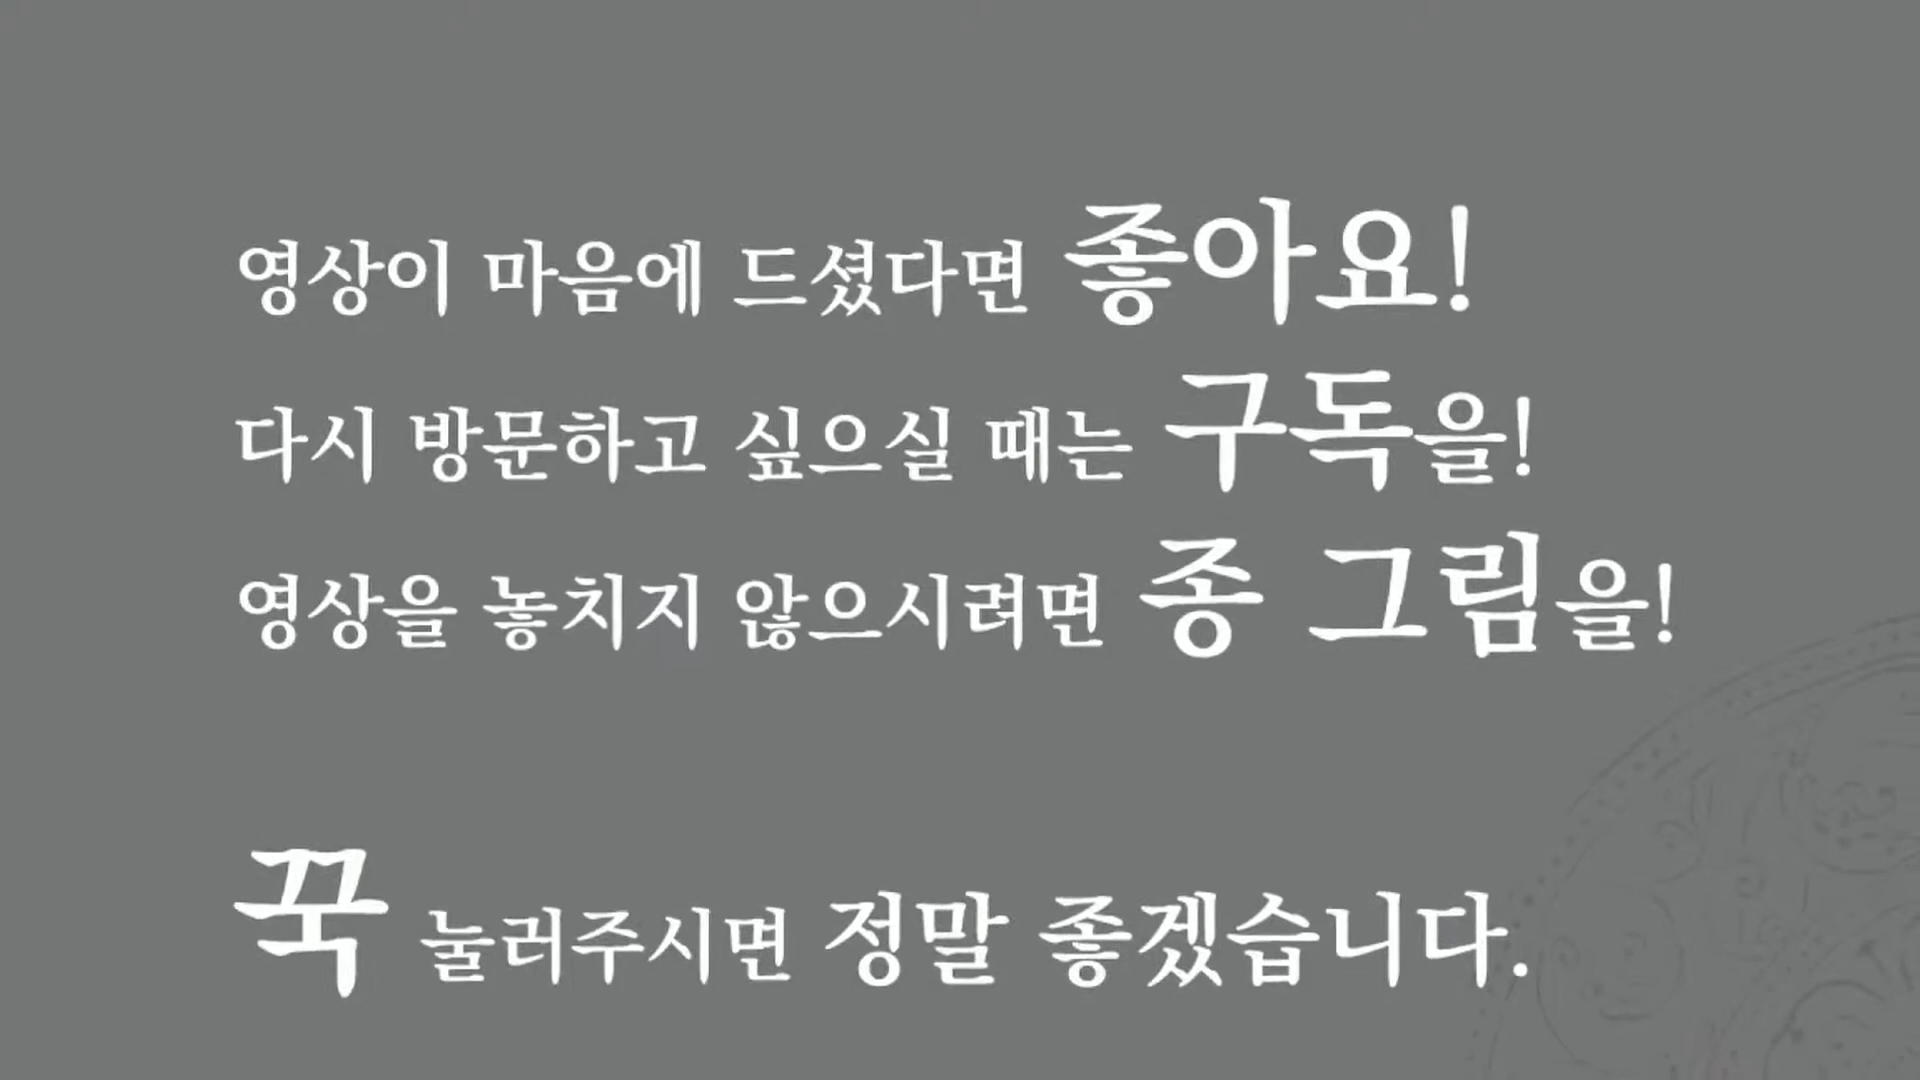 영상이 마음에 드셨다면 좋아요!
다시 방문하고 싶으실 때는 구독을!
영상을 놓치지 않으시려면 종 그림을!
꾹 눌러주시면 정말 좋겠습니다.